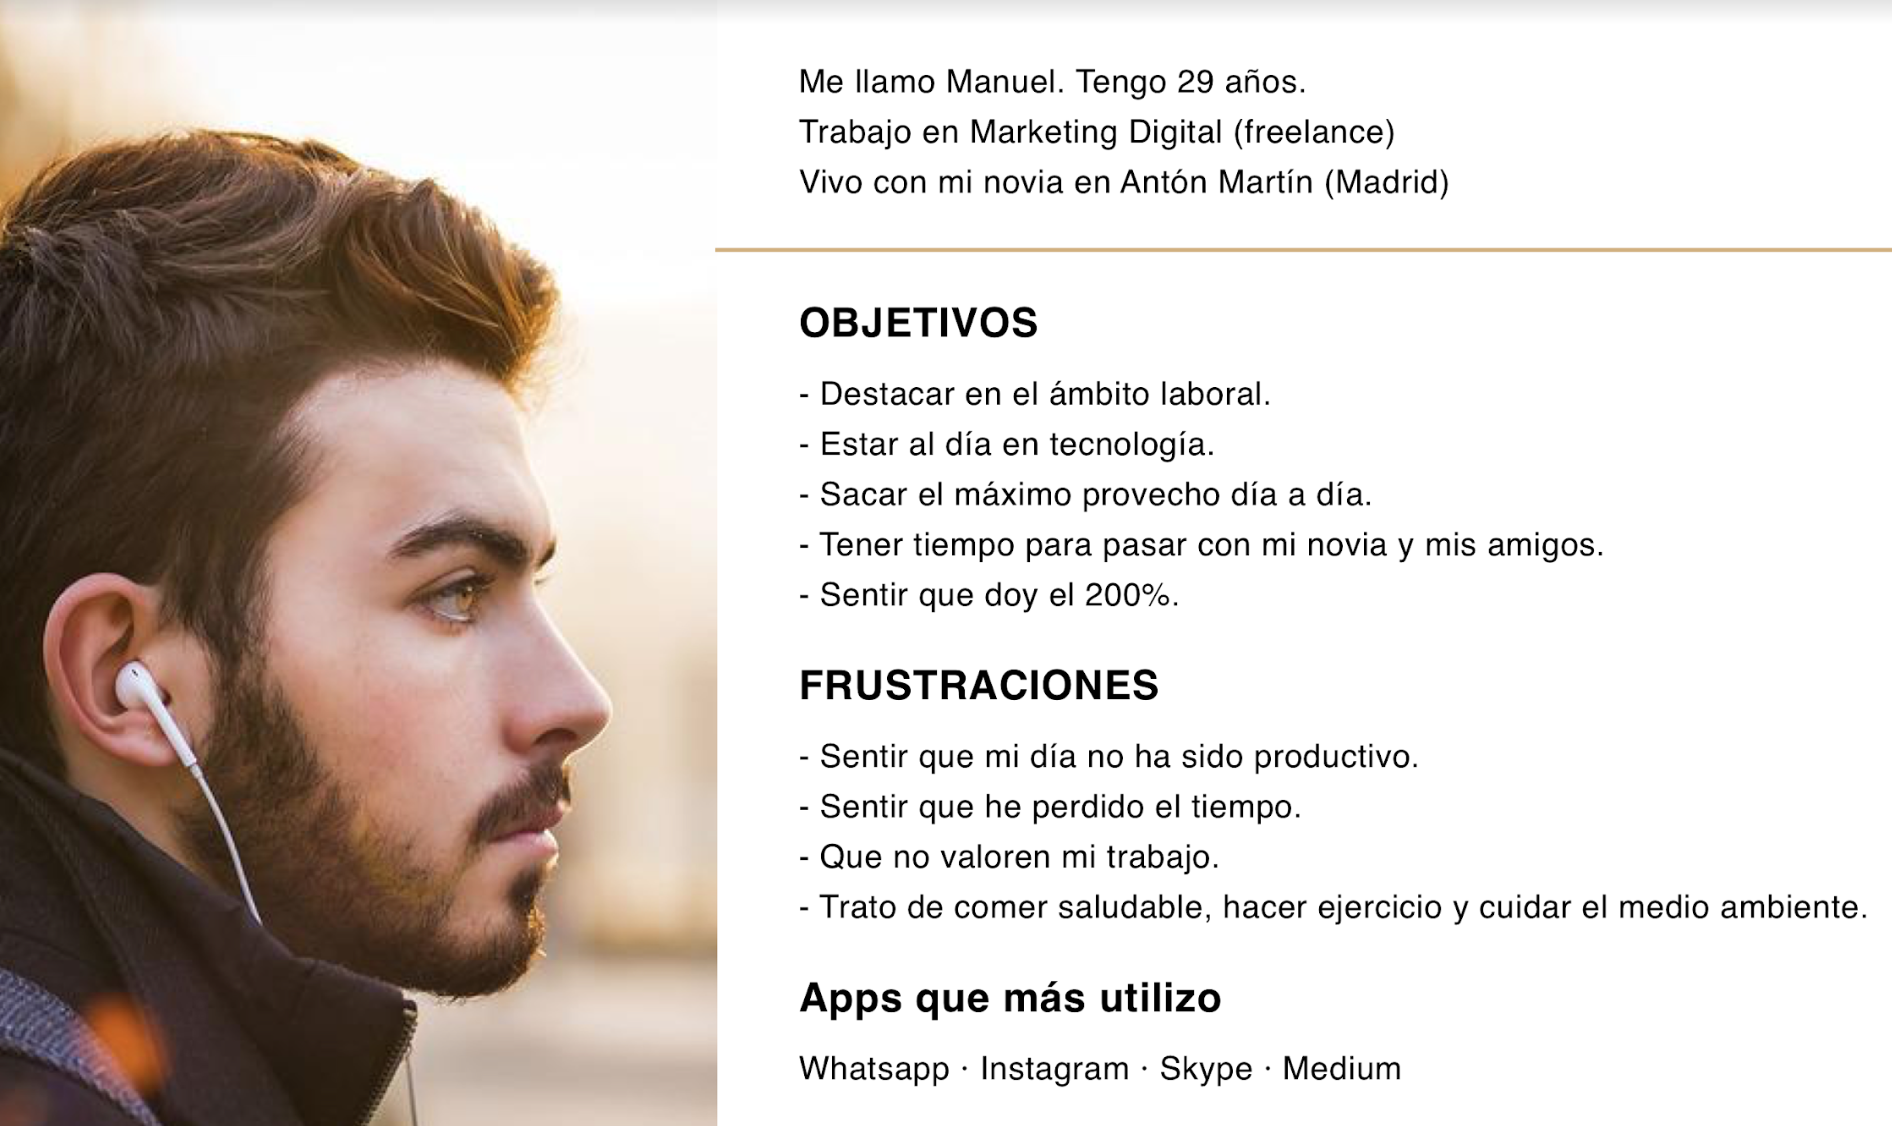 Me llamo Manuel. Tengo 29 años.
Trabajo en Marketing Digital (freelance)
Vivo con mi novia en Antón Martín (Madrid)
OBJETIVOS
- Destacar en el ámbito laboral.
- Estar al día en tecnología.
- Sacar el máximo provecho día a día.
- Tener tiempo para pasar con mi novia y mis amigos.
- Sentir que doy el 200%.
FRUSTRACIONES
- Sentir que mi día no ha sido productivo.
- Sentir que he perdido el tiempo.
- Que no valoren mi trabajo.
- Trato de comer saludable, hacer ejercicio y cuidar el medio ambiente.
Apps que más utilizo
Whatsapp · Instagram · Skype · Medium